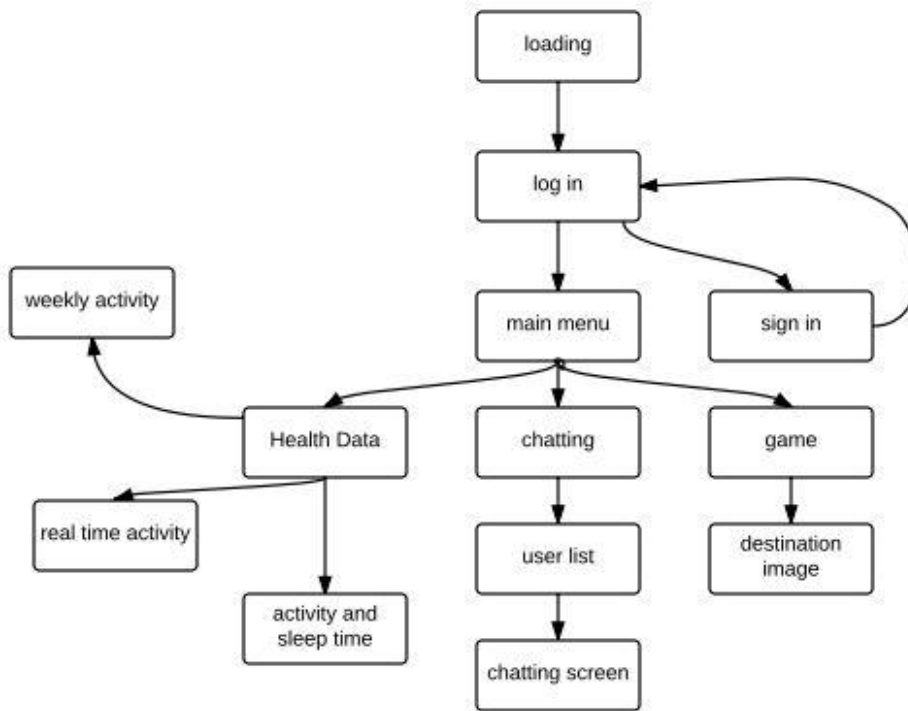 loading
log in
weekly activity
main menu
sign in
Health Data
chatting
game
real time activity
user list
destination
image
activity and
sleep time
chatting screen